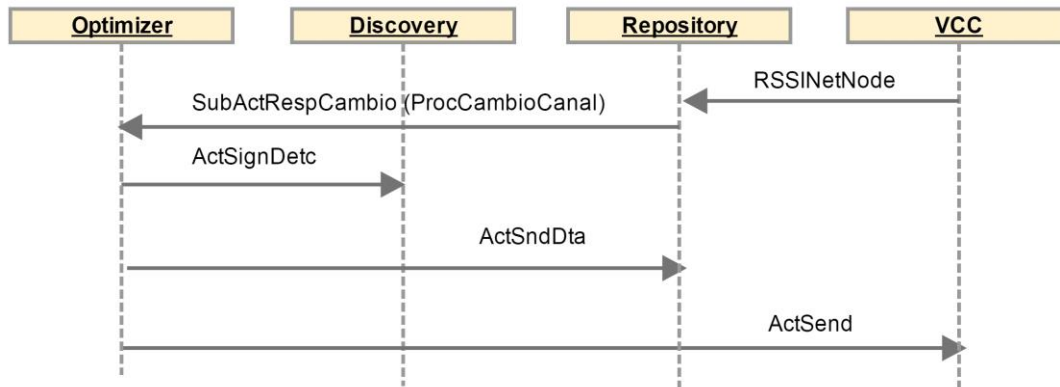 Optimizer Discovery Repository VCC
RSSINetNode
SubActRespCambio (ProcCambioCanal)
ActSignDetc
ActSndDta
ActSend